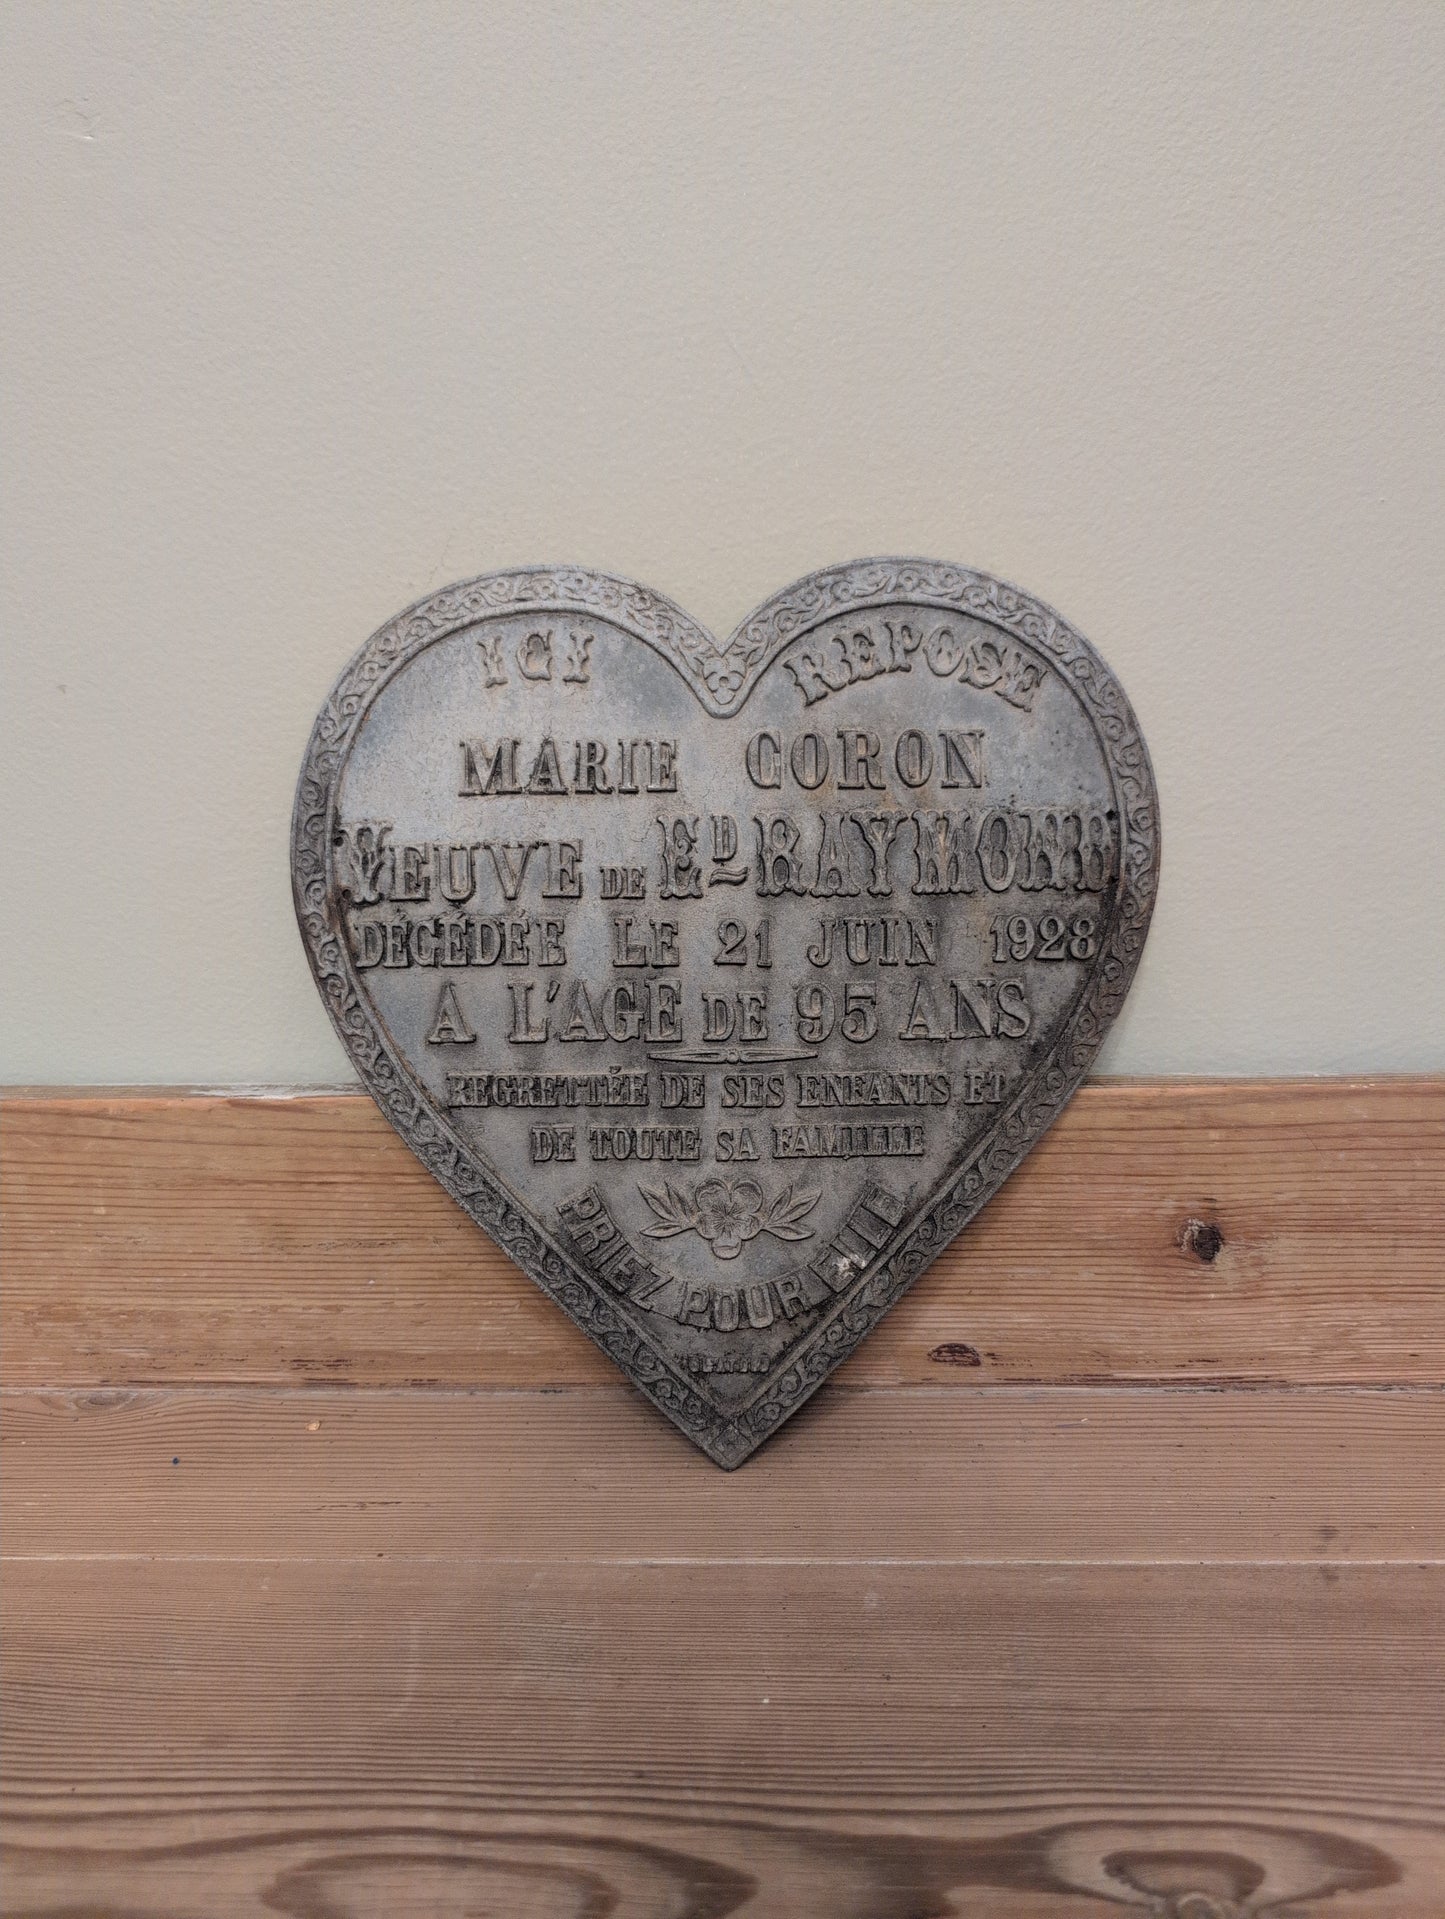 ICI REPOSE
MARIE CORON
VEUVE DE ED RAYMOND
DÉCÉDÉE LE 21 JUIN 1928
A L'AGE DE 95 ANS
REGRETTÉE DE SES ENFANTS ET
DE TOUTE SA FAMILLE
PRIEZ POUR ELLE